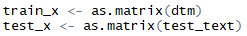 train_x <- as.matrix(dtm)
test_x <- as.matrix(test_text)